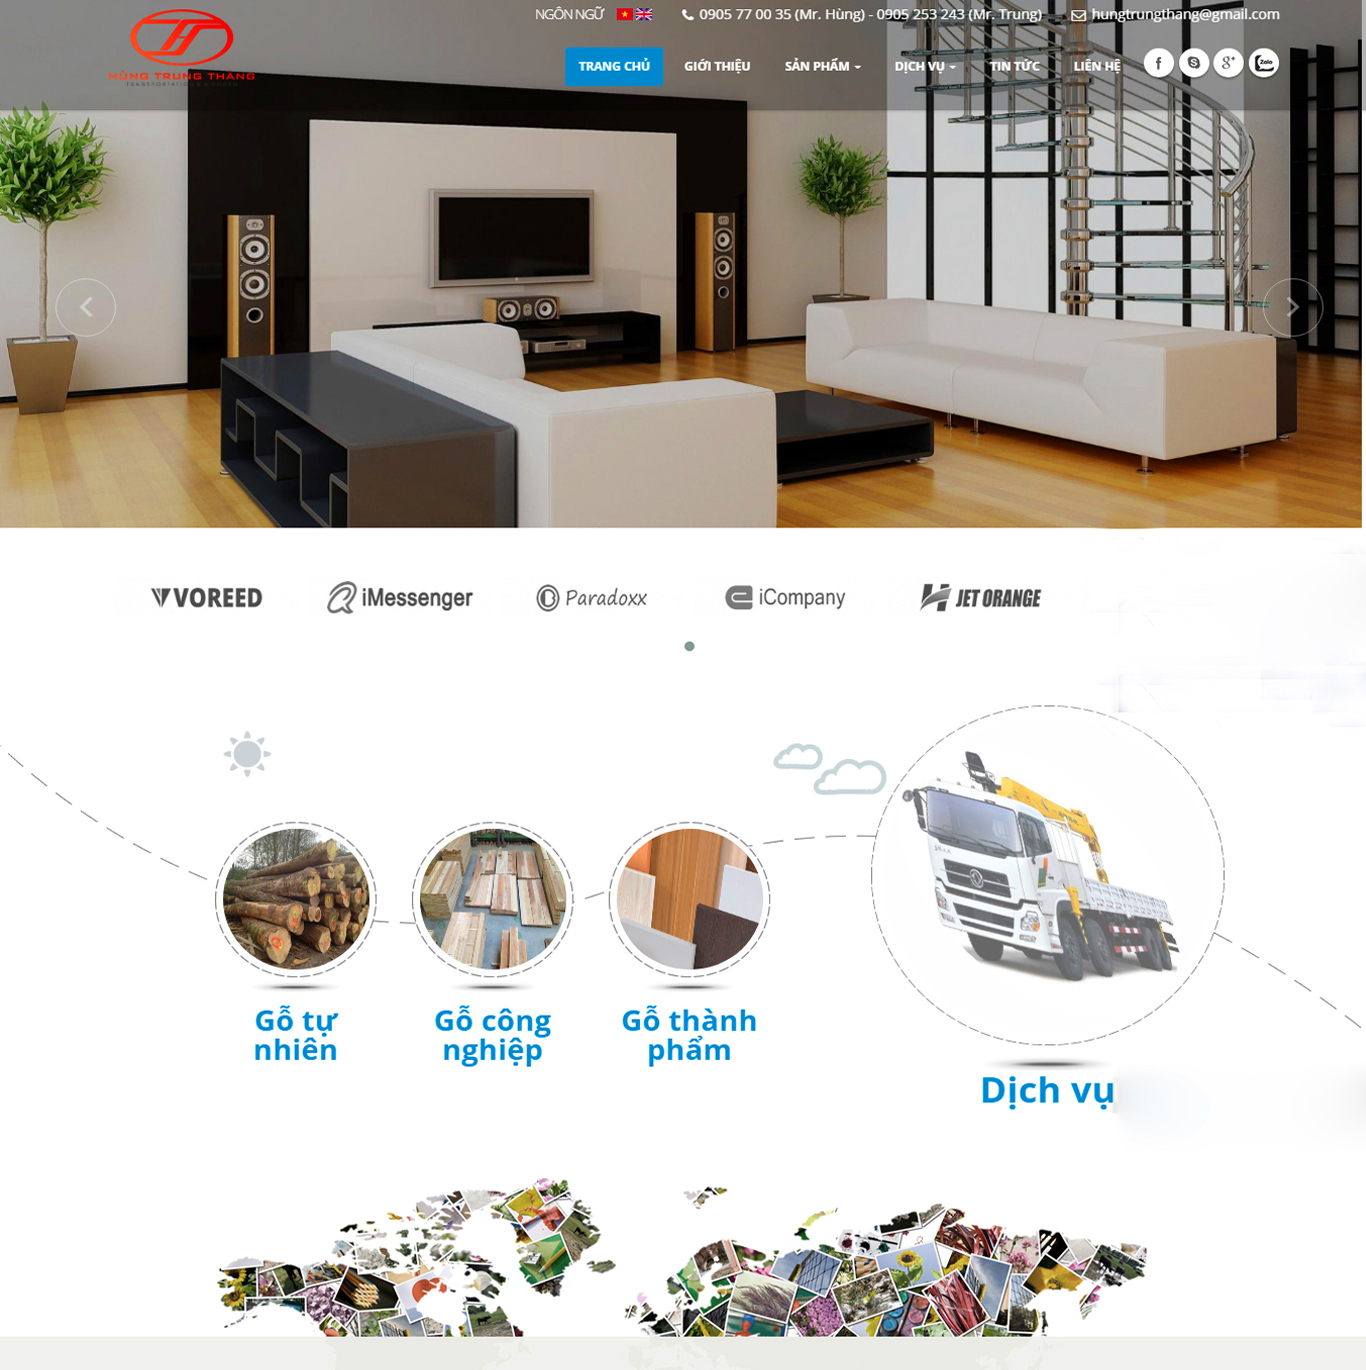 NGÔN NGỮ
0905 77 00 35 (Mr. Hùng) - 0905 253 243 (Mr. Trung)
hungtrungthang@gmail.com
HÙNG TRUNG THẮNG
TRANG CHỦ
GIỚI THIỆU
SẢN PHẨM
DỊCH VỤ
TIN TỨC
LIÊN HỆ
Zalo
VOREED
iMessenger
Paradoxx
iCompany
JET ORANGE
Gỗ tự
nhiên
Gỗ công
nghiệp
Gỗ thành
phẩm
Dịch vụ